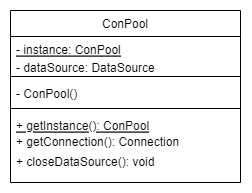 ConPool
- instance: ConPool
- dataSource: DataSource
- ConPool()
+ getInstance(): ConPool
+ getConnection(): Connection
+ closeDataSource(): void